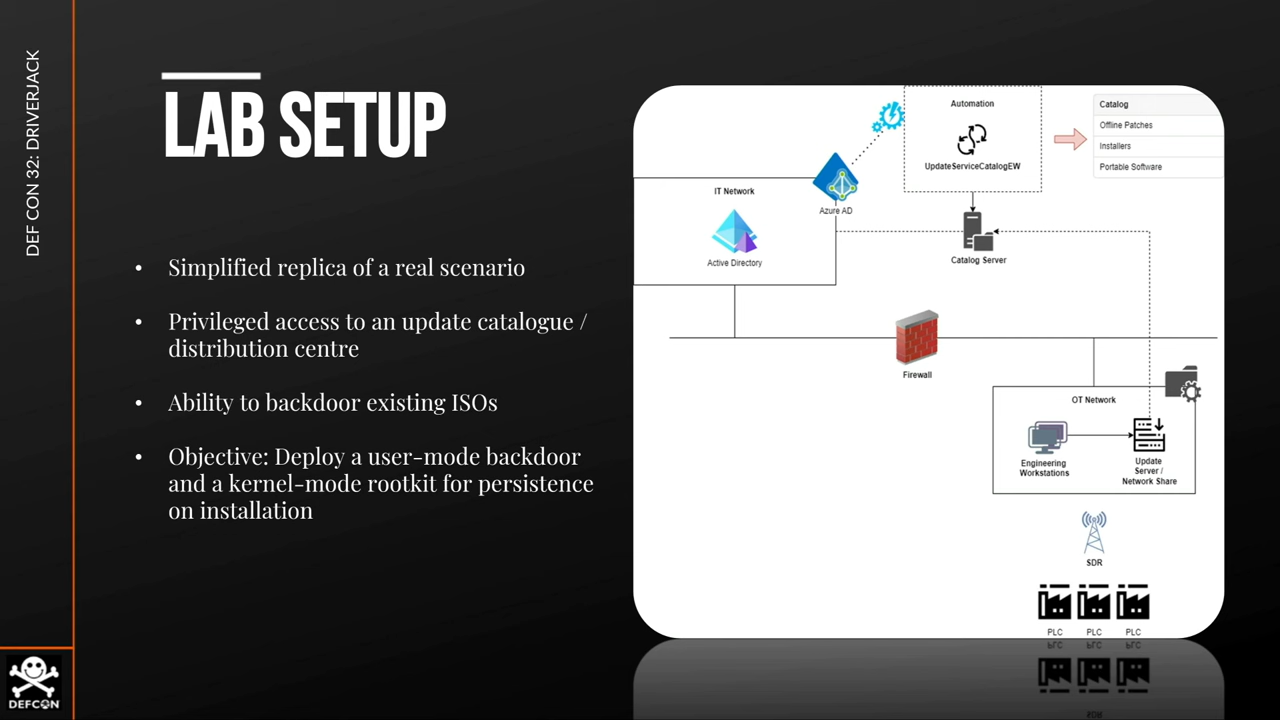 DEF CON 32: DRIVERJACK
LAB SETUP
• Simplified replica of a real scenario
• Privileged access to an update catalogue /
distribution centre
• Ability to backdoor existing ISOs
• Objective: Deploy a user-mode backdoor
and a kernel-mode rootkit for persistence
on installation
Automation
UpdateServiceCatalogEW
Catalog
Offline Patches
Installers
Portable Software
IT Network
Azure AD
Active Directory
Catalog Server
Firewall
OT Network
Engineering
Workstations
Update
Server /
Network Share
SDR
PLC
PLC
PLC
DEFCON